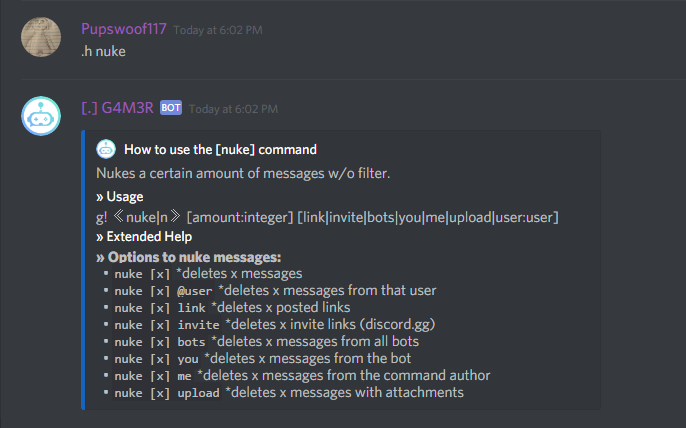 Pupswoof117 Today at 6:02 PM
.h nuke
[.] G4M3R BOT Today at 6:02 PM
How to use the [nuke] command
Nukes a certain amount of messages w/o filter.
» Usage
g! 《nuke|n》 [amount:integer] [link|invite|bots|you|me|upload|user:user]
» Extended Help
» Options to nuke messages:
• nuke [x] *deletes x messages
• nuke [x] @user *deletes x messages from that user
• nuke [x] link *deletes x posted links
• nuke [x] invite *deletes x invite links (discord.gg)
• nuke [x] bots *deletes x messages from all bots
• nuke [x] you *deletes x messages from the bot
• nuke [x] me *deletes x messages from the command author
• nuke [x] upload *deletes x messages with attachments